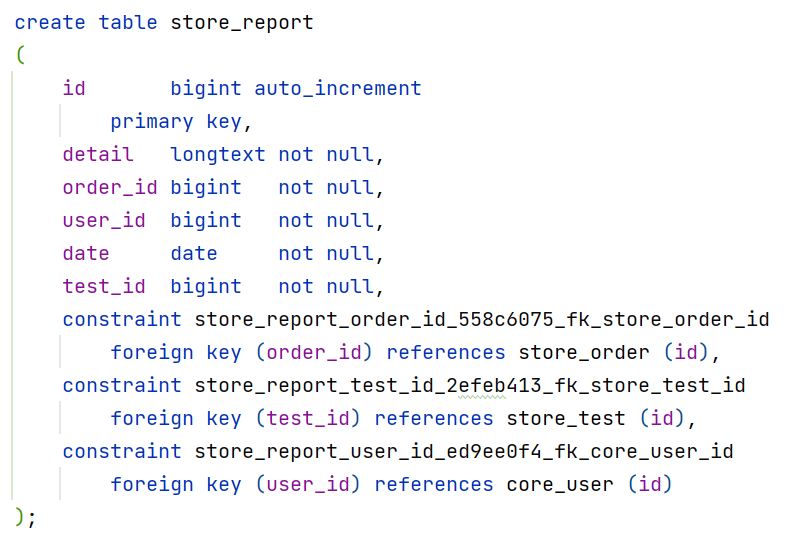 create table store_report
(
    id       bigint auto_increment
        primary key,
    detail   longtext not null,
    order_id bigint   not null,
    user_id  bigint   not null,
    date     date     not null,
    test_id  bigint   not null,
    constraint store_report_order_id_558c6075_fk_store_order_id
        foreign key (order_id) references store_order (id),
    constraint store_report_test_id_2efeb413_fk_store_test_id
        foreign key (test_id) references store_test (id),
    constraint store_report_user_id_ed9ee0f4_fk_core_user_id
        foreign key (user_id) references core_user (id)
);